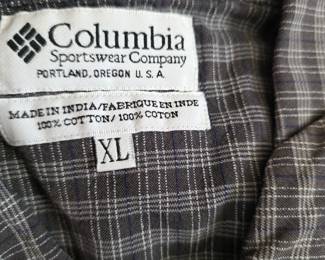 Columbia
Sportswear Company
PORTLAND, OREGON U. S. A.
MADE IN INDIA/FABRIQUE EN INDE
100% COTTON/ 100% COTON
XL